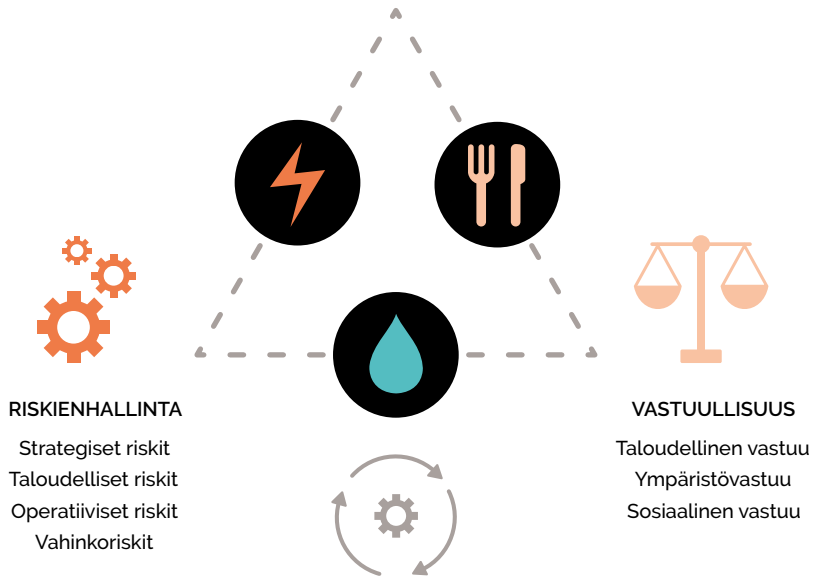 RISKIENHALLINTA
Strategiset riskit
Taloudelliset riskit
Operatiiviset riskit
Vahinkoriskit
VASTUULLISUUS
Taloudellinen vastuu
Ympäristövastuu
Sosiaalinen vastuu